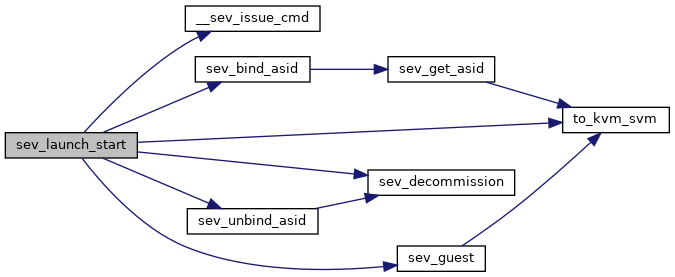 __sev_issue_cmd
sev_bind_asid
sev_get_asid
to_kvm_svm
sev_launch_start
sev_decommission
sev_unbind_asid
sev_guest